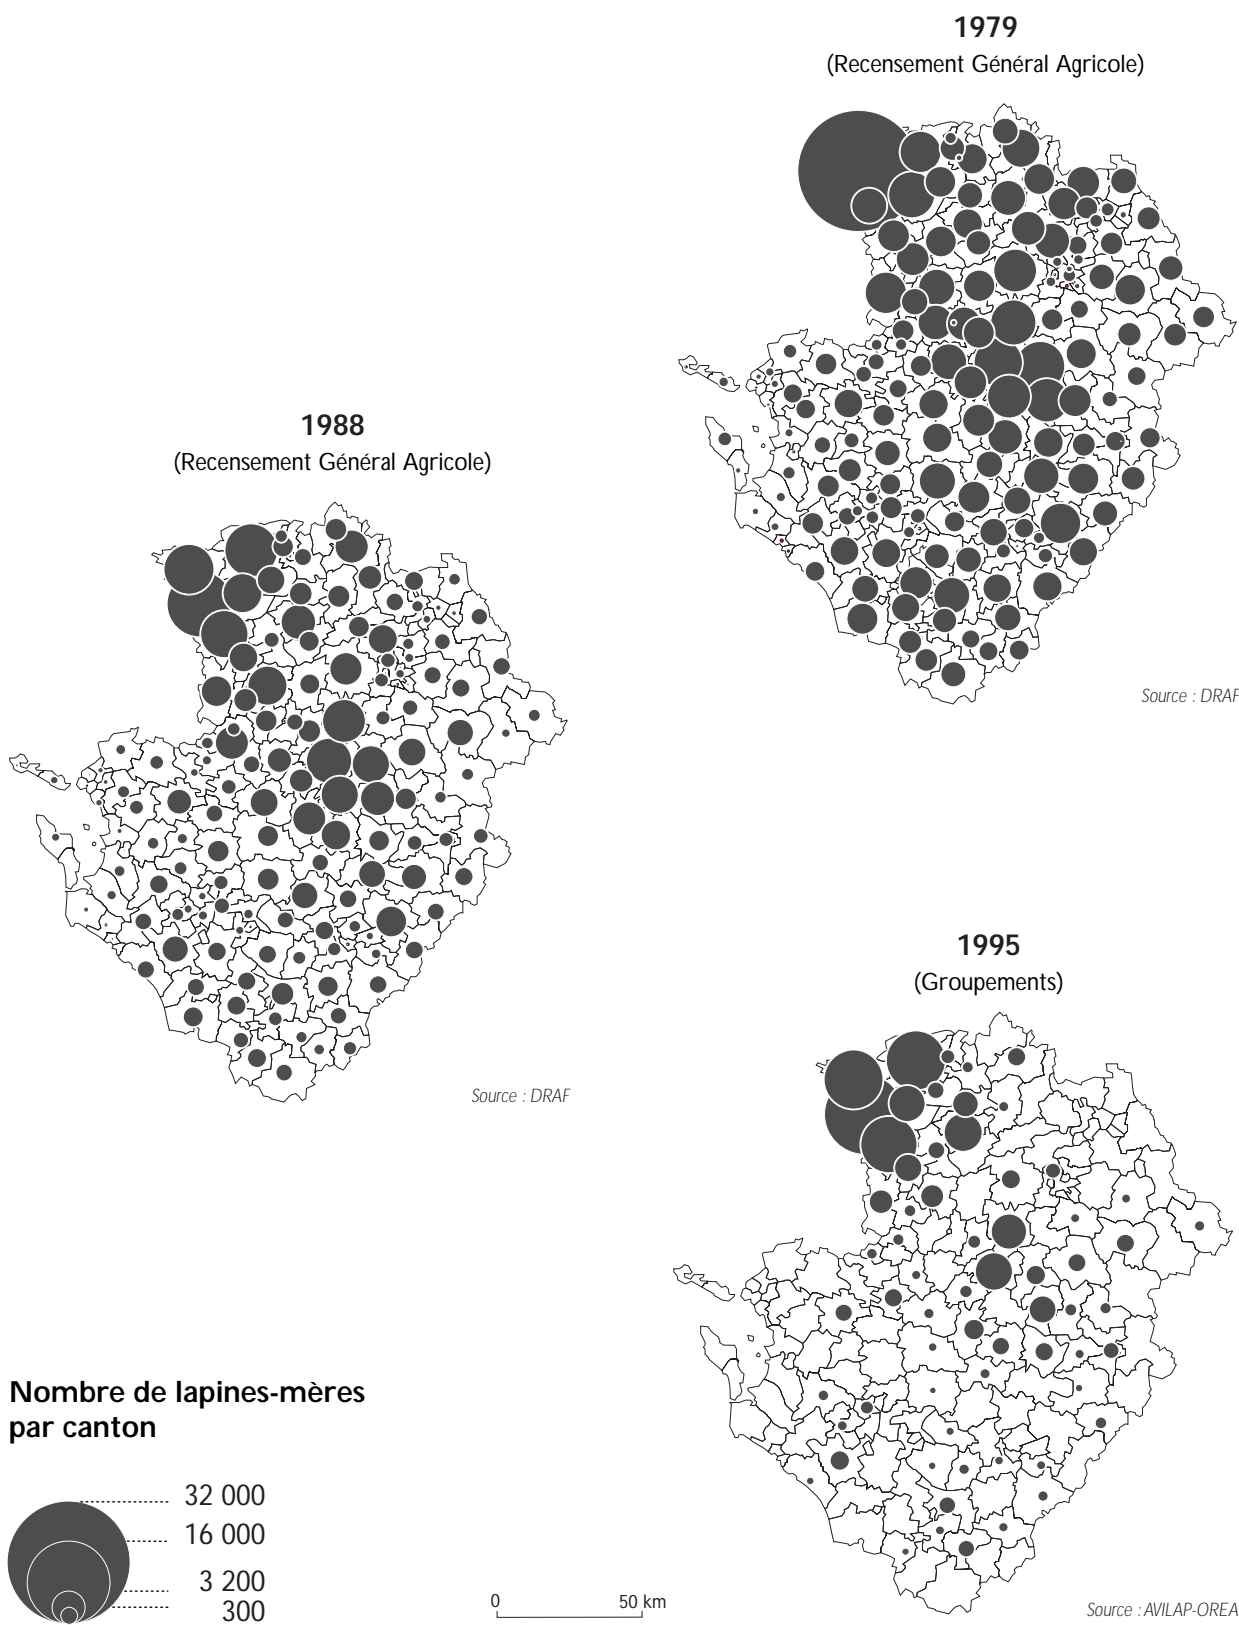 1979
(Recensement Général Agricole)
Source : DRAF
1988
(Recensement Général Agricole)
Source : DRAF
1995
(Groupements)
Source : AVILAP-OREA
Nombre de lapines-mères
par canton
32 000
16 000
3 200
300
0 50 km